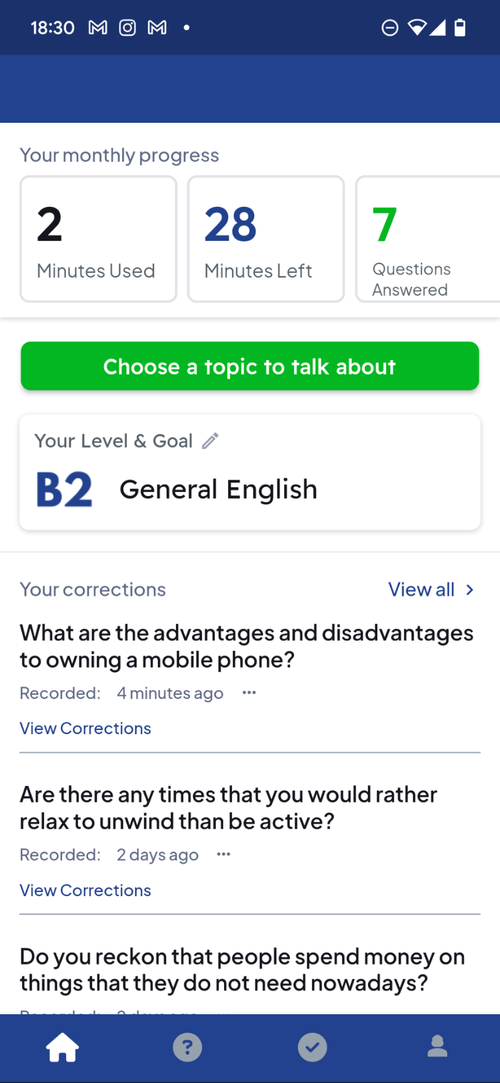 18:30
Your monthly progress
2
Minutes Used
28
Minutes Left
7
Questions
Answered
Choose a topic to talk about
Your Level & Goal
B2 General English
Your corrections
View all
What are the advantages and disadvantages
to owning a mobile phone?
Recorded: 4 minutes ago
View Corrections
Are there any times that you would rather
relax to unwind than be active?
Recorded: 2 days ago
View Corrections
Do you reckon that people spend money on
things that they do not need nowadays?